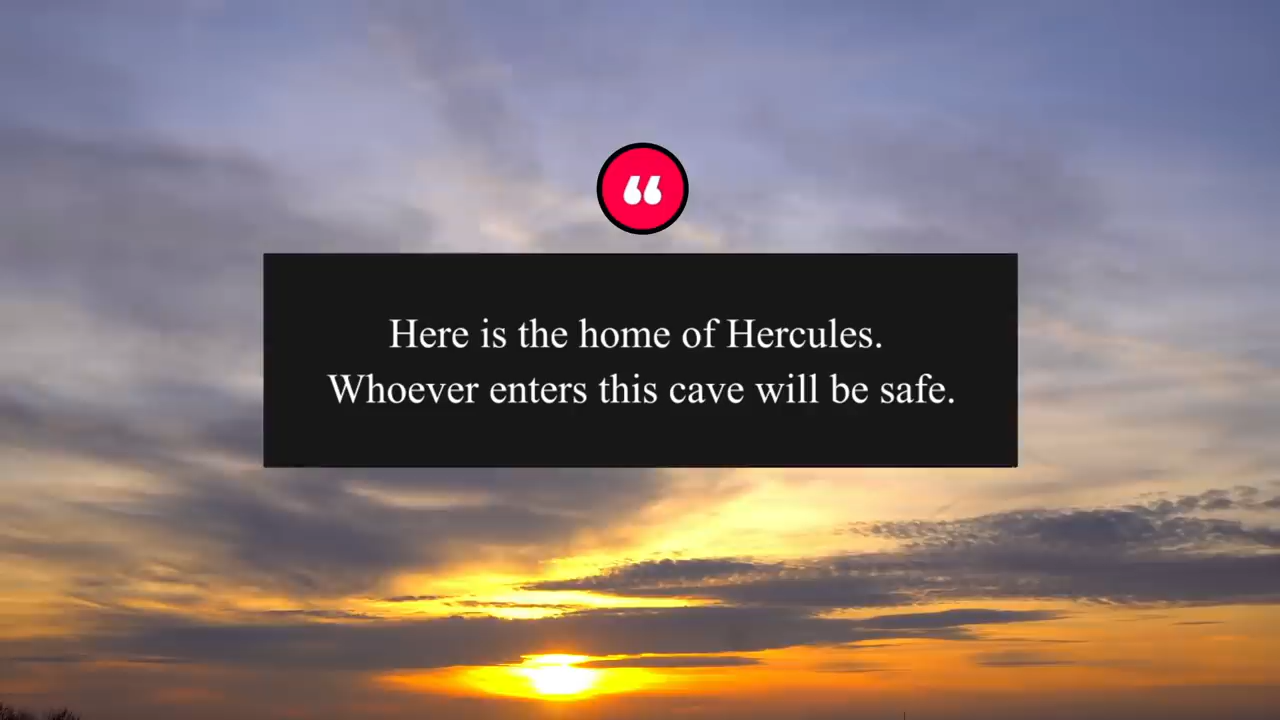 “
Here is the home of Hercules.
Whoever enters this cave will be safe.